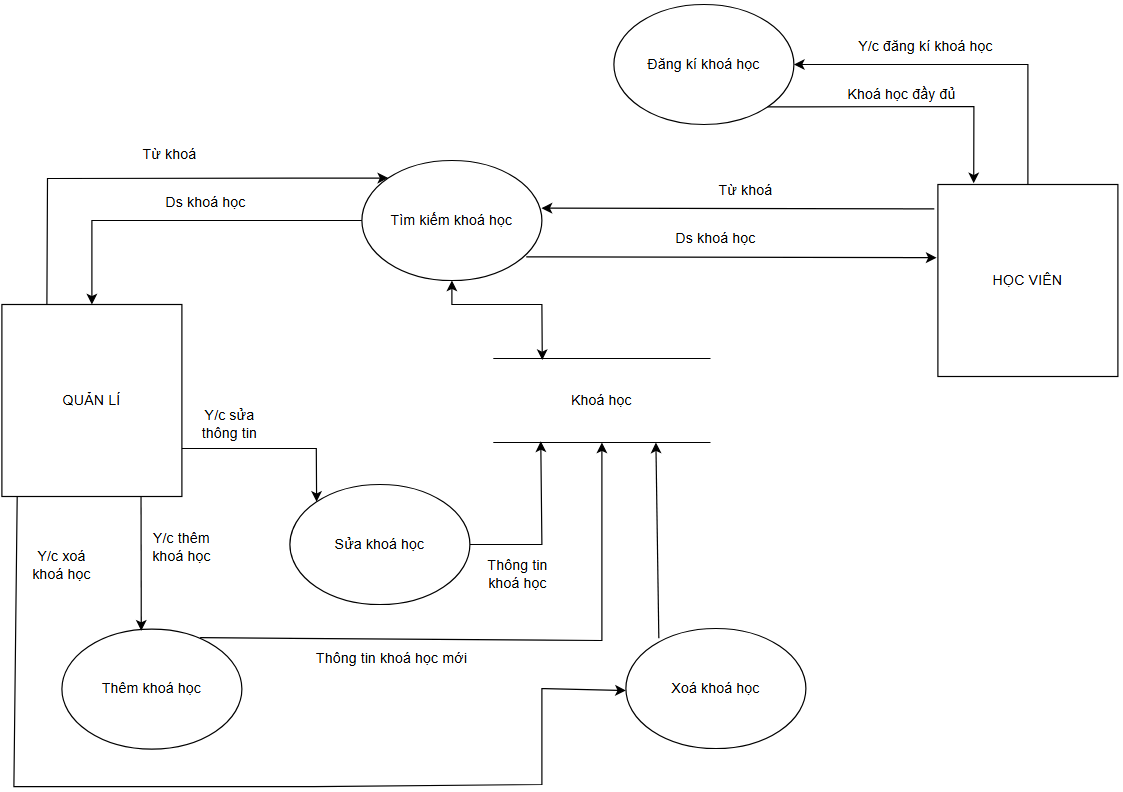 Y/c đăng kí khoá học
Đăng kí khoá học
Khoá học đầy đủ
Từ khoá
Từ khoá
Ds khoá học
Tìm kiếm khoá học
Ds khoá học
HỌC VIÊN
QUẢN LÍ
Khoá học
Y/c sửa
thông tin
Y/c thêm
khoá học
Y/c xoá
khoá học
Sửa khoá học
Thông tin
khoá học
Thông tin khoá học mới
Thêm khoá học
Xoá khoá học